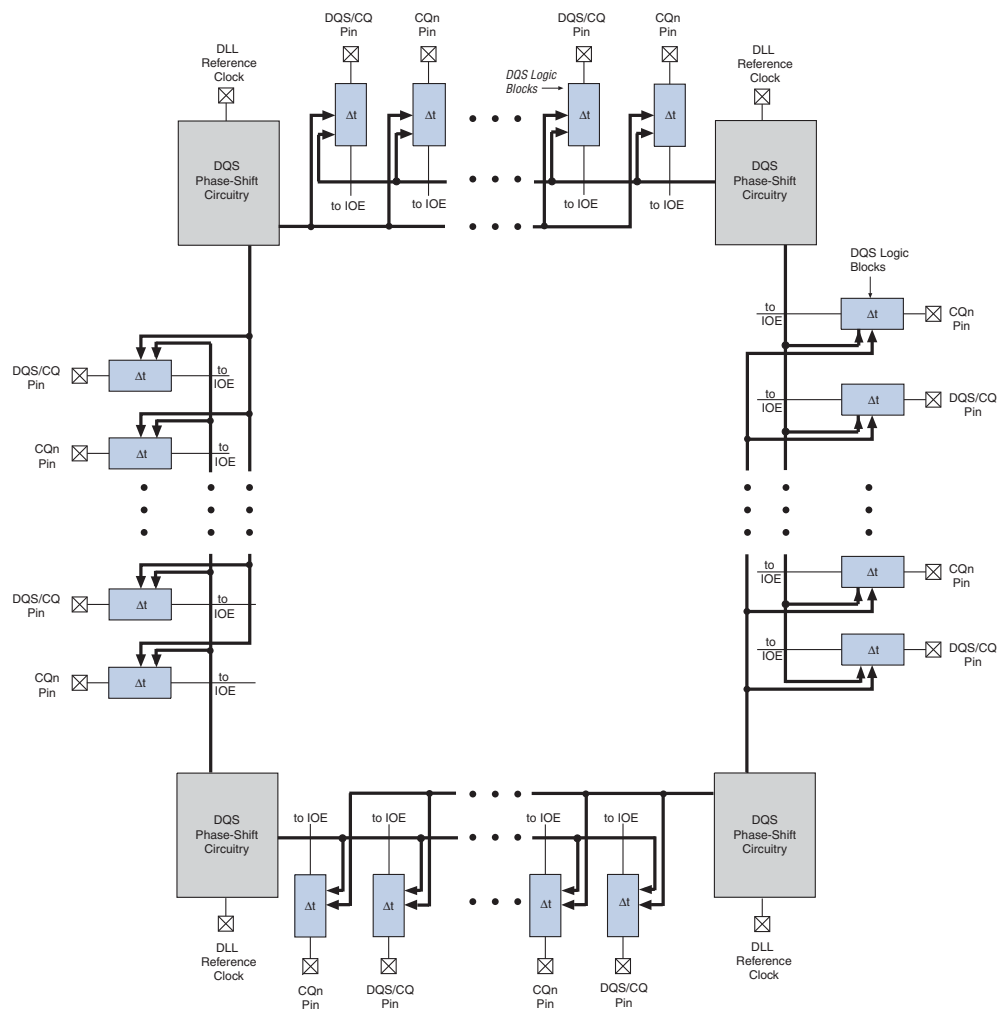 DLL
Reference
Clock
DQS/CQ
Pin
CQn
Pin
DQS Logic
Blocks
DQS/CQ
Pin
CQn
Pin
DLL
Reference
Clock
Δt
Δt
Δt
Δt
DQS
Phase-Shift
Circuitry
DQS
Phase-Shift
Circuitry
to IOE
to IOE
to IOE
to IOE
DQS Logic
Blocks
to
IOE
Δt
CQn
Pin
DQS/CQ
Pin
Δt
to
IOE
to
IOE
Δt
DQS/CQ
Pin
CQn
Pin
Δt
to
IOE
to
IOE
Δt
CQn
Pin
DQS/CQ
Pin
Δt
to
IOE
to
IOE
Δt
DQS/CQ
Pin
CQn
Pin
Δt
to
IOE
DQS
Phase-Shift
Circuitry
to IOE
to IOE
to IOE
to IOE
DQS
Phase-Shift
Circuitry
Δt
Δt
Δt
Δt
DLL
Reference
Clock
CQn
Pin
DQS/CQ
Pin
CQn
Pin
DQS/CQ
Pin
DLL
Reference
Clock